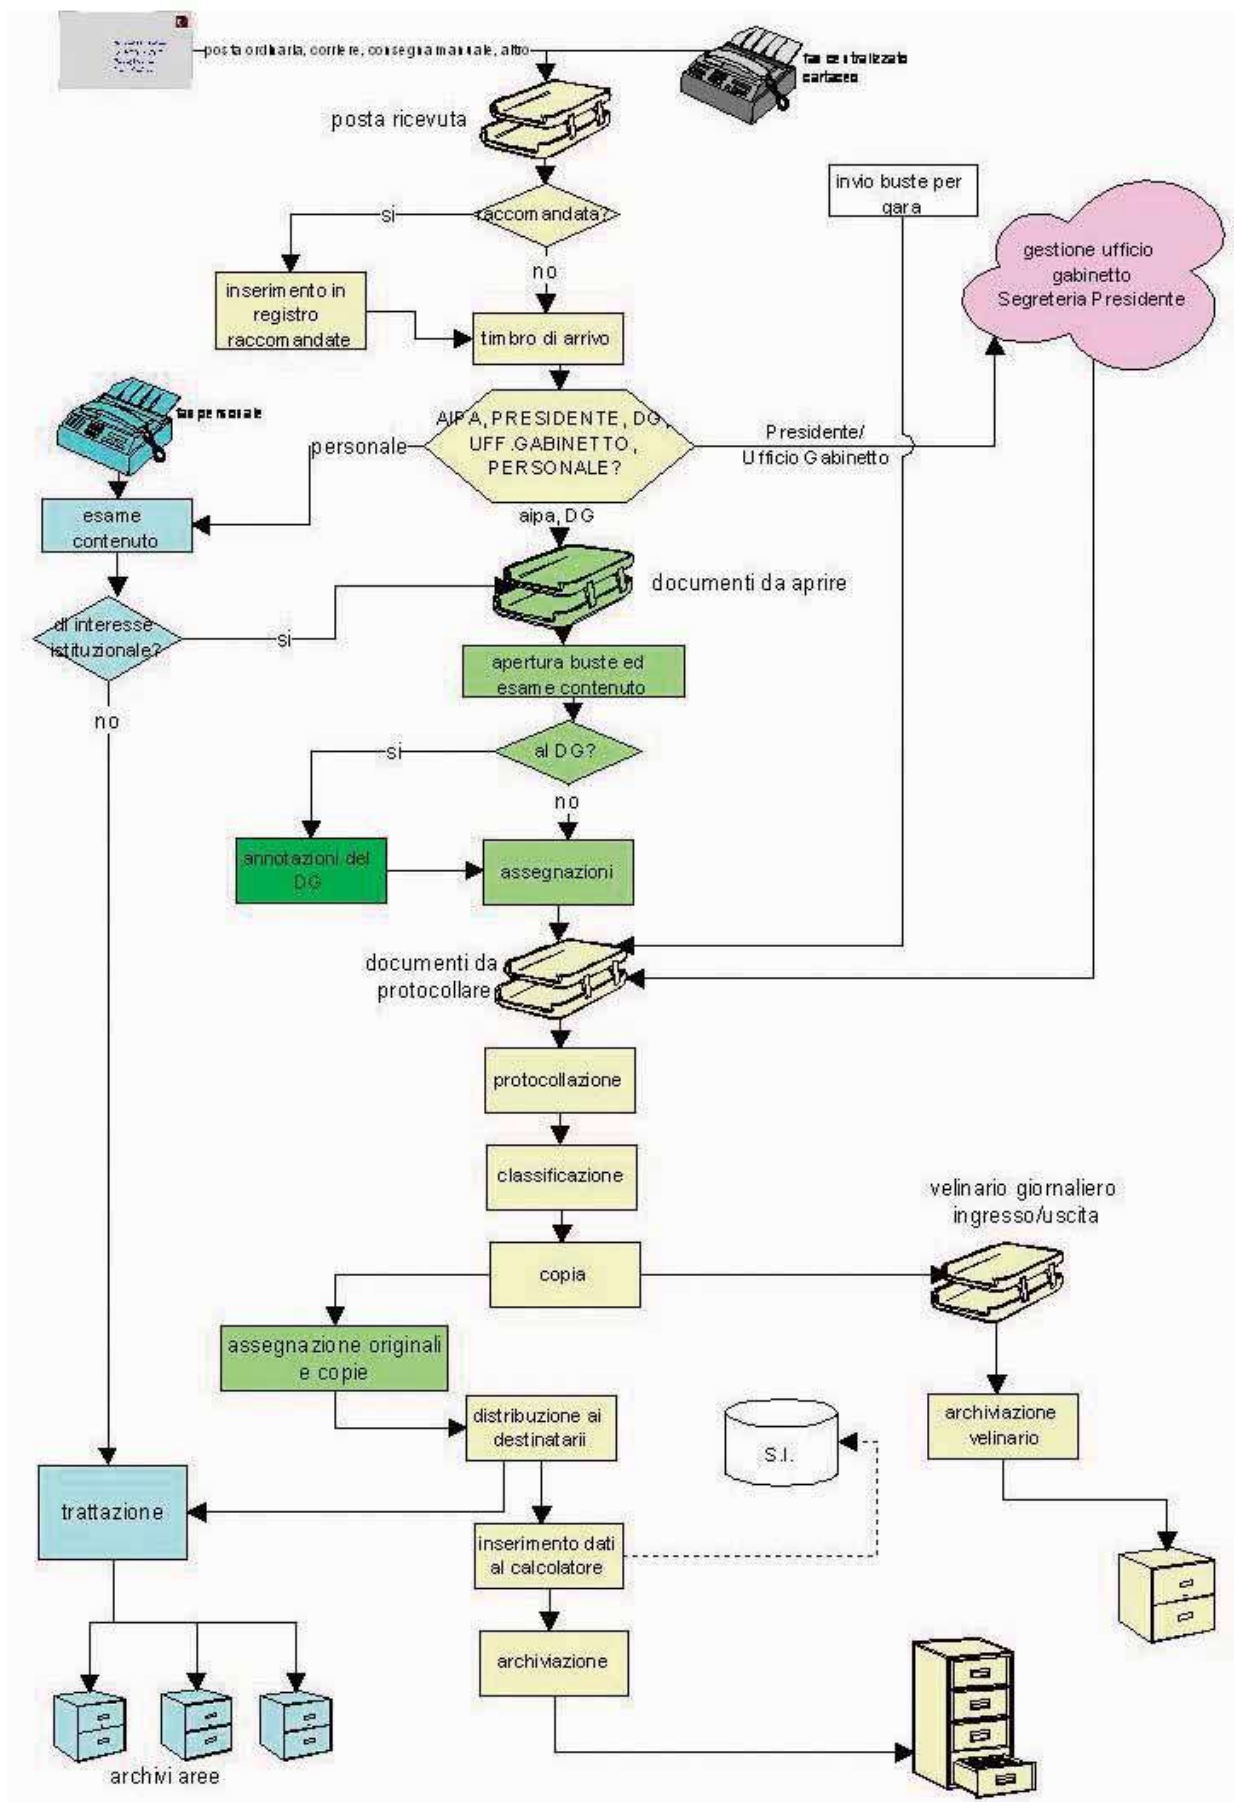 posta ordinaria, corriere, consegna manuale, altro
fax centralizzato
cartaceo
posta ricevuta
invio buste per
gara
raccomandata?
si
gestione ufficio
gabinetto
Segreteria Presidente
no
inserimento in
registro
raccomandate
timbro di arrivo
fax personale
AIPA, PRESIDENTE, DG,
UFF.GABINETTO,
PERSONALE?
personale
Presidente/
Ufficio Gabinetto
esame
contenuto
aipa, DG
documenti da aprire
di interesse
istituzionale?
si
apertura buste ed
esame contenuto
no
al DG?
si
no
annotazioni del
DG
assegnazioni
documenti da
protocollare
protocollazione
classificazione
velinario giornaliero
ingresso/uscita
copia
assegnazione originali
e copie
distribuzione ai
destinatarii
archiviazione
velinario
S.I.
trattazione
inserimento dati
al calcolatore
archiviazione
archivi aree